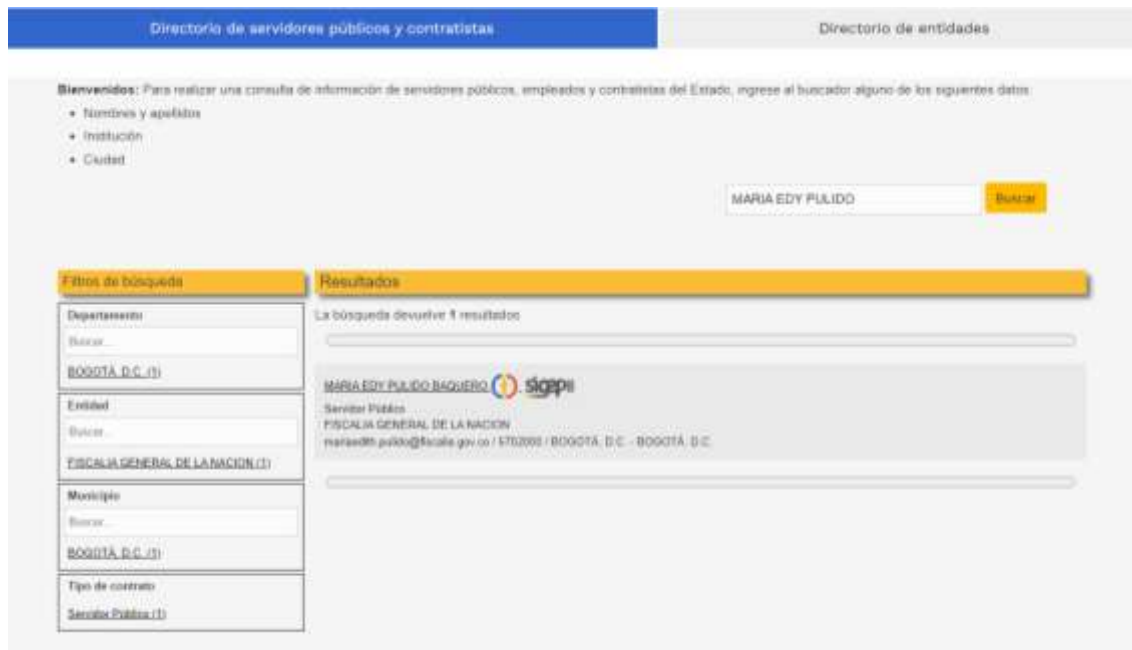 Directorio de servidores públicos y contratistas
Directorio de entidades
Bienvenidos: Para realizar una consulta de información de servidores públicos, empleados y contratistas del Estado, ingrese al buscador alguno de los siguientes datos:
• Nombres y apellidos
• Institución
• Ciudad
MARIA EDY PULIDO
Buscar
Filtros de búsqueda
Departamento
Buscar...
BOGOTÁ, D.C. (1)
Entidad
Buscar...
FISCALIA GENERAL DE LA NACION (1)
Municipio
Buscar...
BOGOTÁ, D.C. (1)
Tipo de contrato
Servidor Público (1)
Resultados
La búsqueda devuelve 1 resultados
MARIA EDY PULIDO BAQUERO sigepII
Servidor Público
FISCALIA GENERAL DE LA NACION
/ 5702000 / BOGOTÁ, D.C. - BOGOTÁ, D.C.